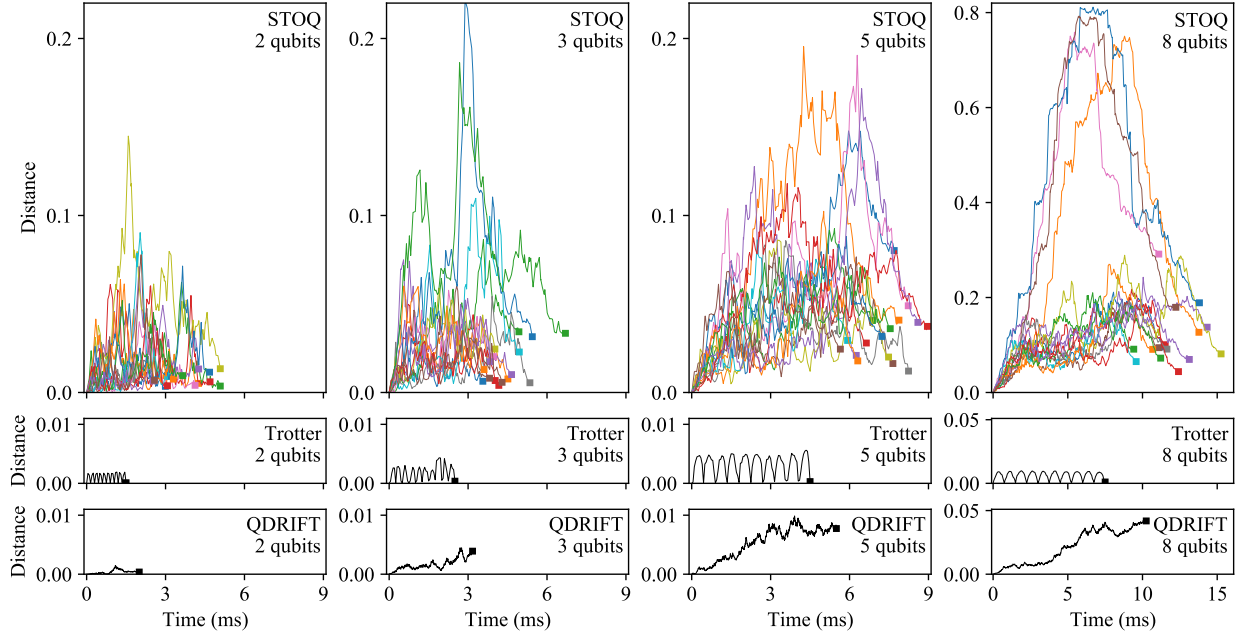 STOQ
2 qubits
STOQ
3 qubits
STOQ
5 qubits
STOQ
8 qubits
Distance
0.2
0.1
0.0
0.2
0.1
0.0
0.2
0.1
0.0
0.8
0.6
0.4
0.2
0.0
Distance
0.01
0.00
Trotter
2 qubits
0.01
0.00
Trotter
3 qubits
0.01
0.00
Trotter
5 qubits
0.05
0.00
Trotter
8 qubits
Distance
0.01
0.00
QDRIFT
2 qubits
0.01
0.00
QDRIFT
3 qubits
0.01
0.00
QDRIFT
5 qubits
0.05
0.00
QDRIFT
8 qubits
0 3 6 9
0 3 6 9
0 3 6 9
0 5 10 15
Time (ms)
Time (ms)
Time (ms)
Time (ms)